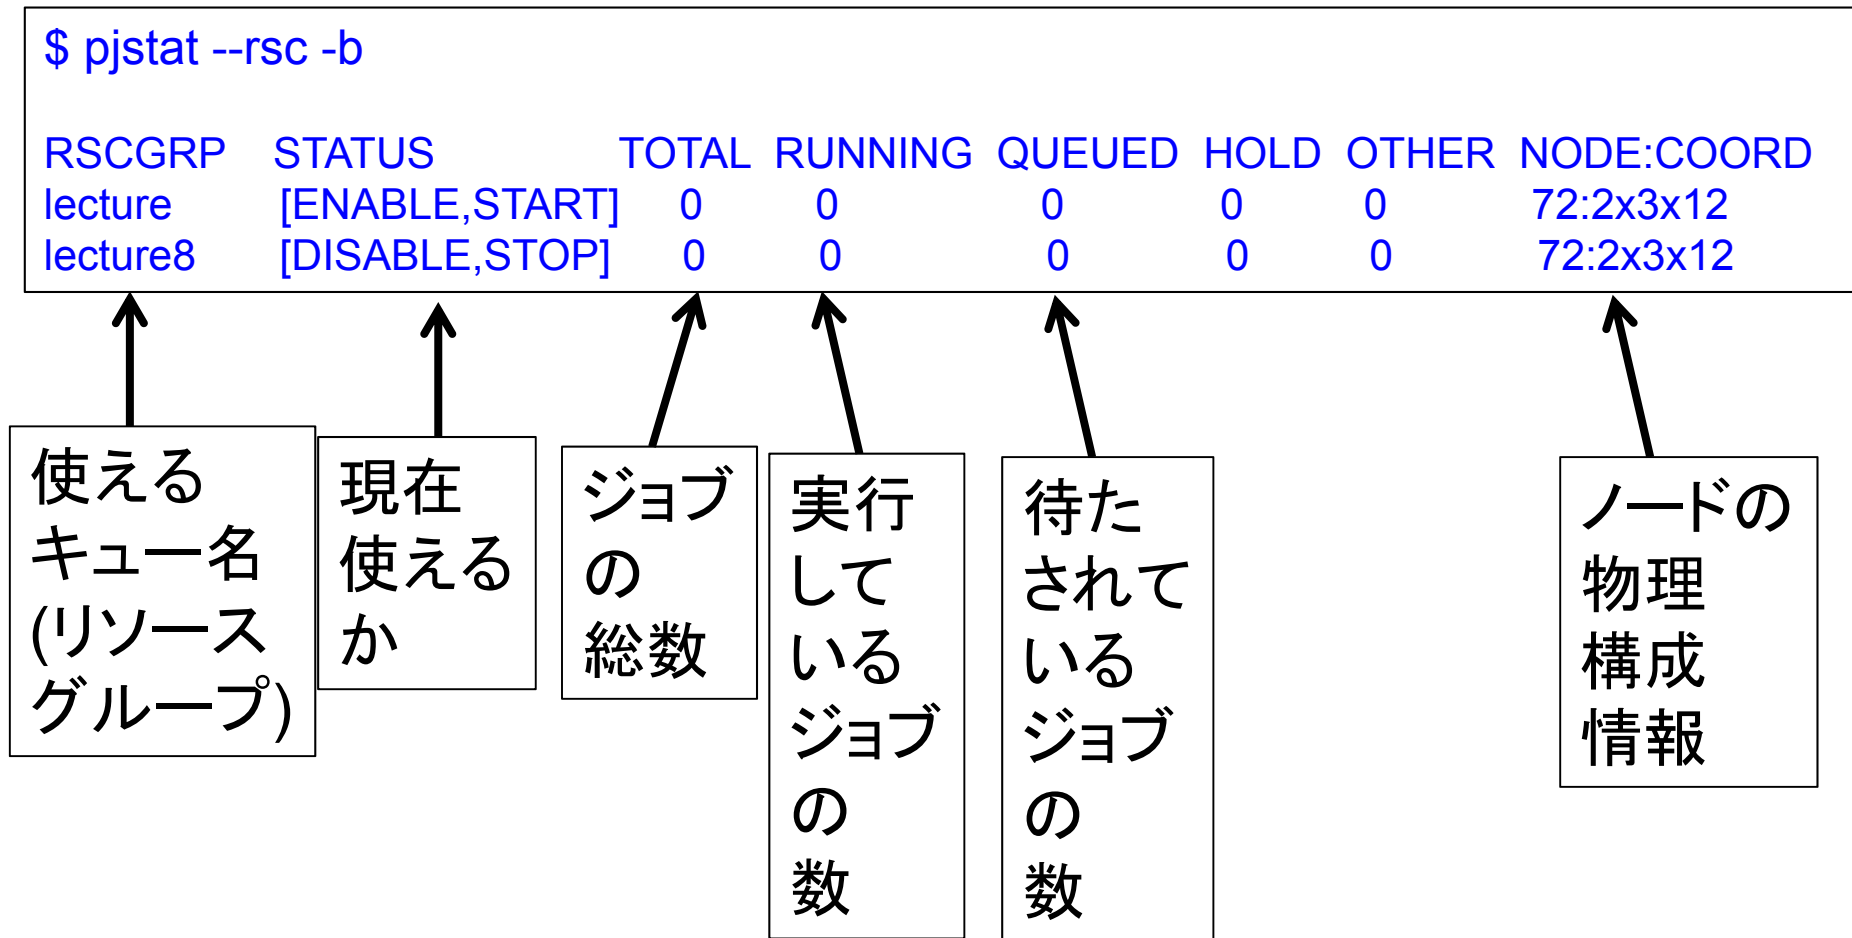 $ pjstat --rsc -b
RSCGRP STATUS TOTAL RUNNING QUEUED HOLD OTHER NODE:COORD
lecture [ENABLE,START] 0 0 0 0 0 72:2x3x12
lecture8 [DISABLE,STOP] 0 0 0 0 0 72:2x3x12
使える
キュー名
(リソース
グループ)
現在
使える
か
ジョブ
の
総数
実行
して
いる
ジョブ
の
数
待た
されて
いる
ジョブ
の
数
ノードの
物理
構成
情報